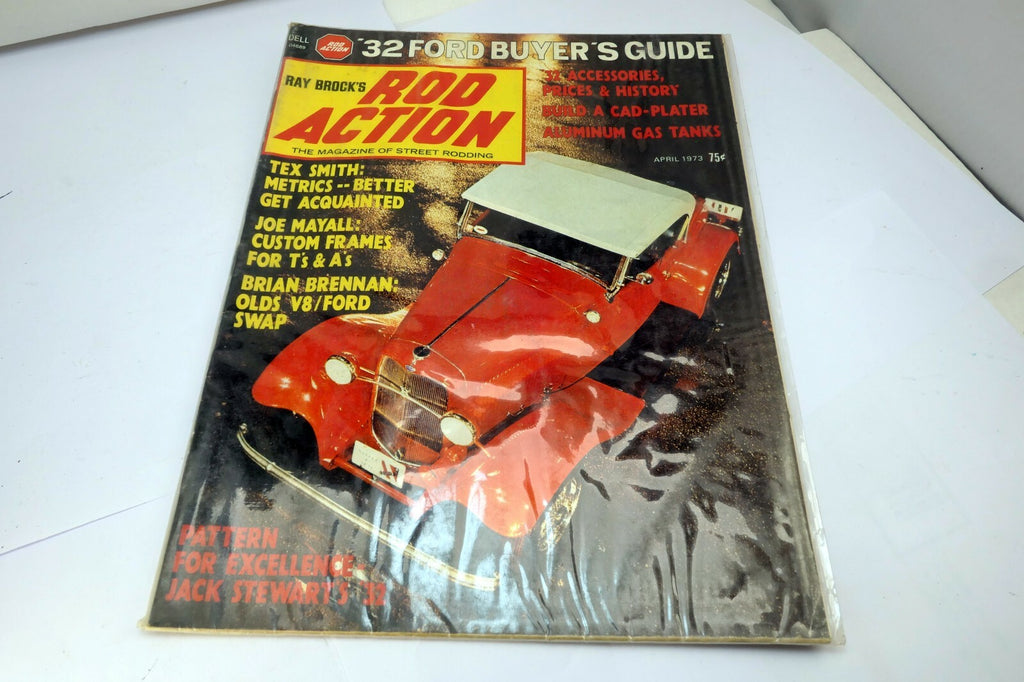 DELL
04689
ROD
ACTION
'32 FORD BUYER'S GUIDE
RAY BROCK'S
ROD
ACTION
THE MAGAZINE OF STREET RODDING
'32 ACCESSORIES,
PRICES & HISTORY
BUILD A CAD-PLATER
ALUMINUM GAS TANKS
APRIL 1973 75¢
TEX SMITH:
METRICS -- BETTER
GET ACQUAINTED
JOE MAYALL:
CUSTOM FRAMES
FOR T's & A's
BRIAN BRENNAN:
OLDS V8/FORD
SWAP
PATTERN
FOR EXCELLENCE-
JACK STEWART'S '32